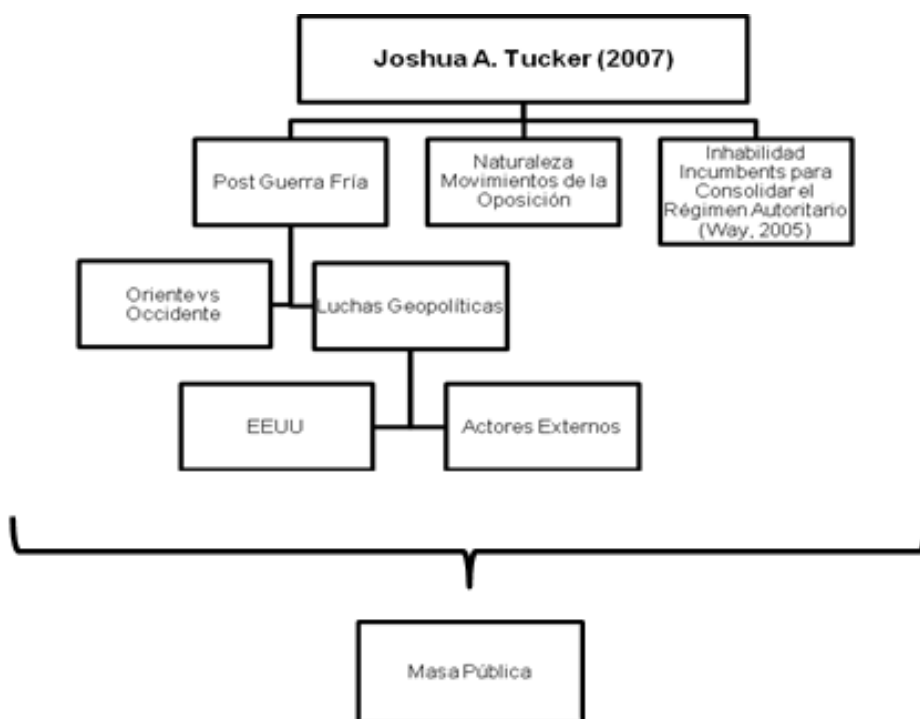 Joshua A. Tucker (2007)
Post Guerra Fría
Naturaleza
Movimientos de la
Oposición
Inhabilidad
Incumbents para
Consolidar el
Régimen Autoritario
(Way, 2005)
Oriente vs
Occidente
Luchas Geopolíticas
EEUU
Actores Externos
Masa Pública